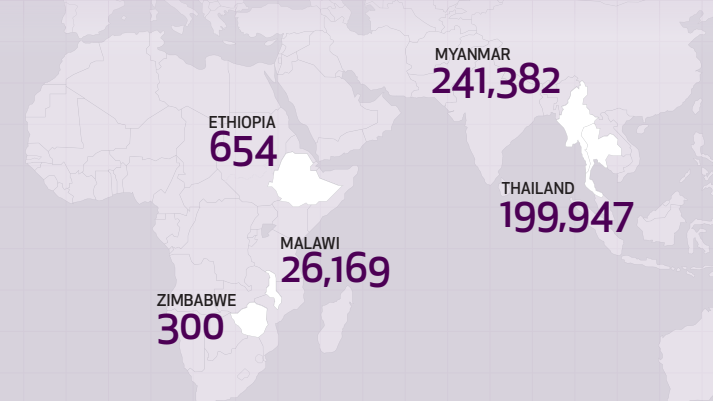 MYANMAR
241,382
ETHIOPIA
654
THAILAND
199,947
MALAWI
26,169
ZIMBABWE
300